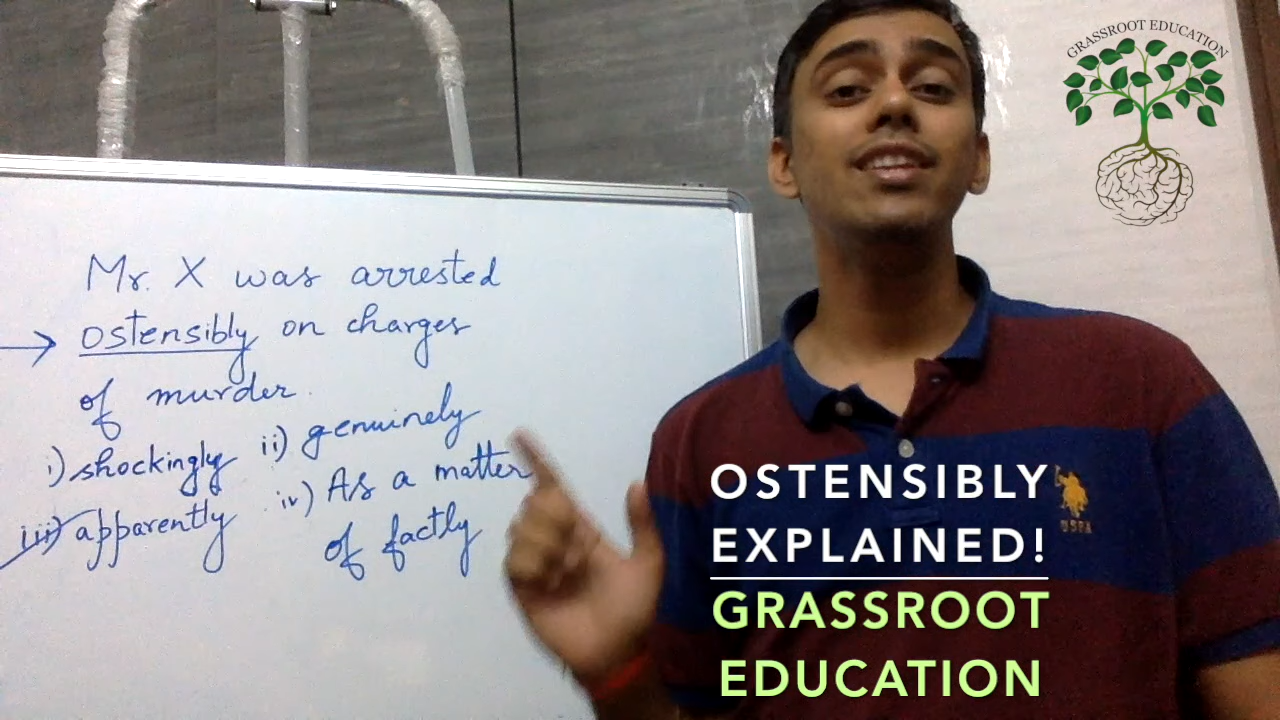 GRASSROOT EDUCATION
Mr. X was arrested
→ ostensibly on charges
of murder.
i) shockingly ii) genuinely
iii) apparently iv) As a matter
of factly
OSTENSIBLY
EXPLAINED!
GRASSROOT
EDUCATION
USPA